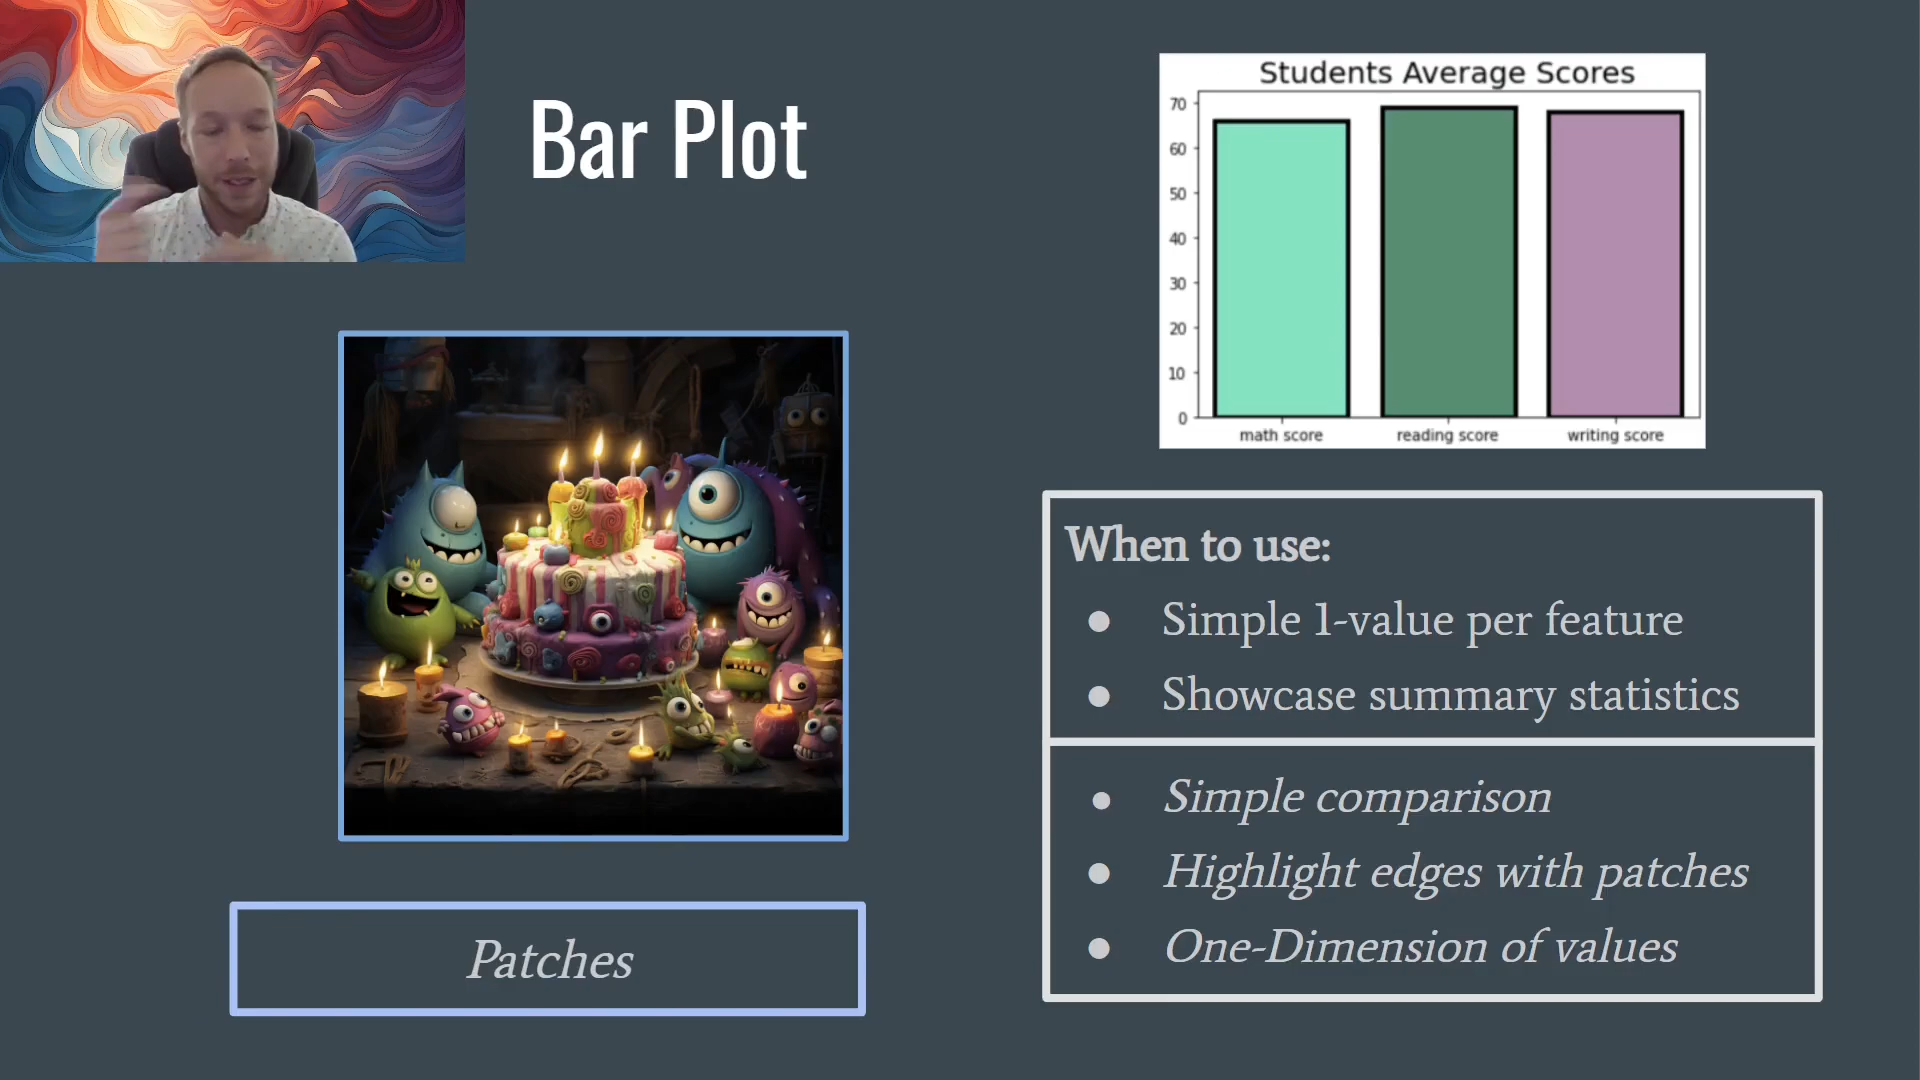 Bar Plot
Students Average Scores
70
60
50
40
30
20
10
0
math score
reading score
writing score
When to use:
● Simple 1-value per feature
● Showcase summary statistics
● Simple comparison
● Highlight edges with patches
● One-Dimension of values
Patches